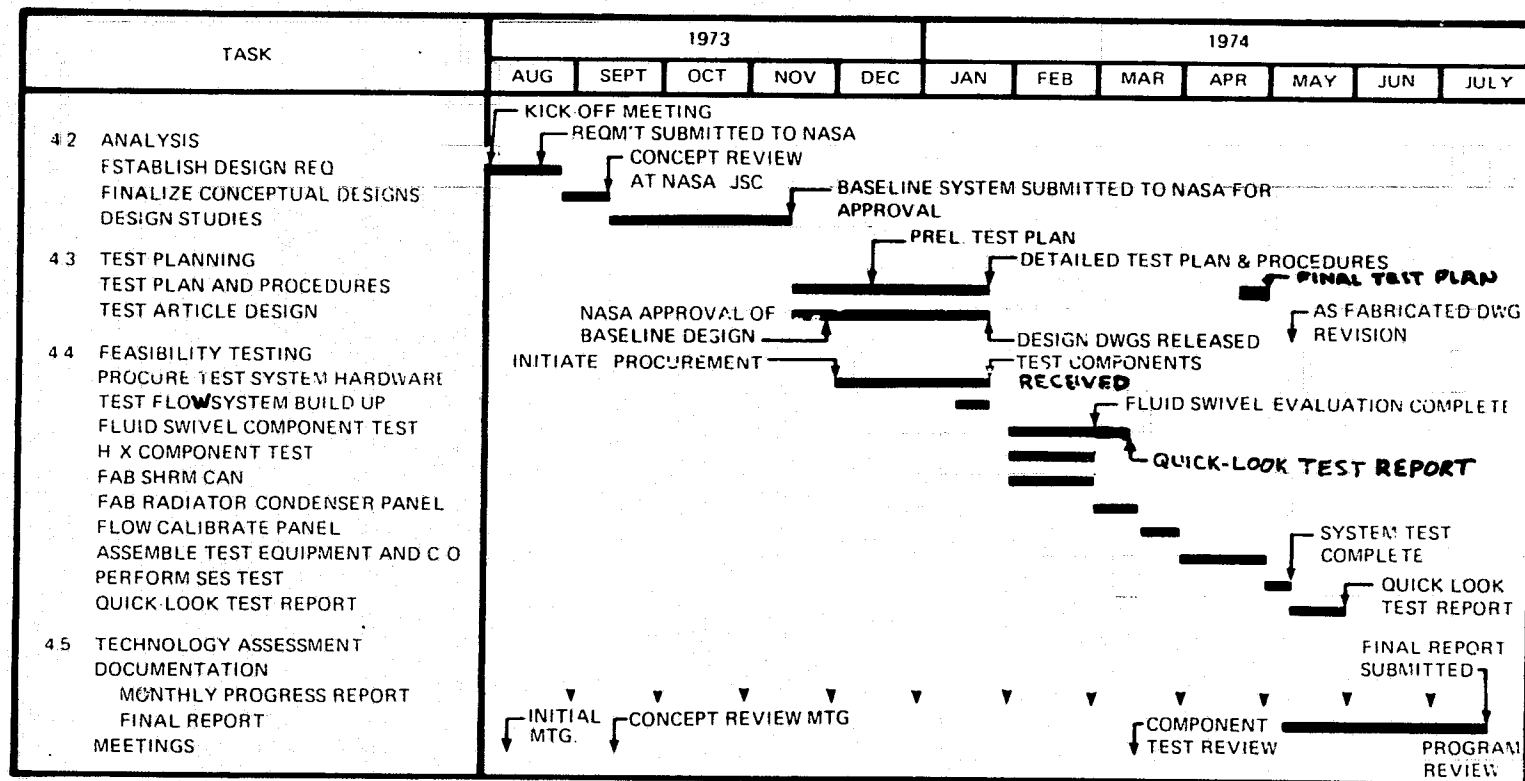 TASK
1973
1974
AUG SEPT OCT NOV DEC JAN FEB MAR APR MAY JUN JULY
KICK-OFF MEETING
4.2 ANALYSIS
REQM'T SUBMITTED TO NASA
ESTABLISH DESIGN REQ
CONCEPT REVIEW
AT NASA JSC
FINALIZE CONCEPTUAL DESIGNS
BASELINE SYSTEM SUBMITTED TO NASA FOR
APPROVAL
DESIGN STUDIES
PREL. TEST PLAN
4.3 TEST PLANNING
DETAILED TEST PLAN & PROCEDURES
TEST PLAN AND PROCEDURES
FINAL TEST PLAN
TEST ARTICLE DESIGN
NASA APPROVAL OF
BASELINE DESIGN
AS FABRICATED DWG
REVISION
DESIGN DWGS RELEASED
4.4 FEASIBILITY TESTING
INITIATE PROCUREMENT
TEST COMPONENTS
RECEIVED
PROCURE TEST SYSTEM HARDWARE
TEST FLOW SYSTEM BUILD UP
FLUID SWIVEL EVALUATION COMPLETE
FLUID SWIVEL COMPONENT TEST
H X COMPONENT TEST
QUICK-LOOK TEST REPORT
FAB SHRM CAN
FAB RADIATOR CONDENSER PANEL
FLOW CALIBRATE PANEL
SYSTEM TEST
COMPLETE
ASSEMBLE TEST EQUIPMENT AND C O
PERFORM SES TEST
QUICK LOOK
TEST REPORT
QUICK-LOOK TEST REPORT
4.5 TECHNOLOGY ASSESSMENT
DOCUMENTATION
FINAL REPORT
SUBMITTED
MONTHLY PROGRESS REPORT
FINAL REPORT
INITIAL
MTG.
CONCEPT REVIEW MTG
COMPONENT
TEST REVIEW
MEETINGS
PROGRAM
REVIEW